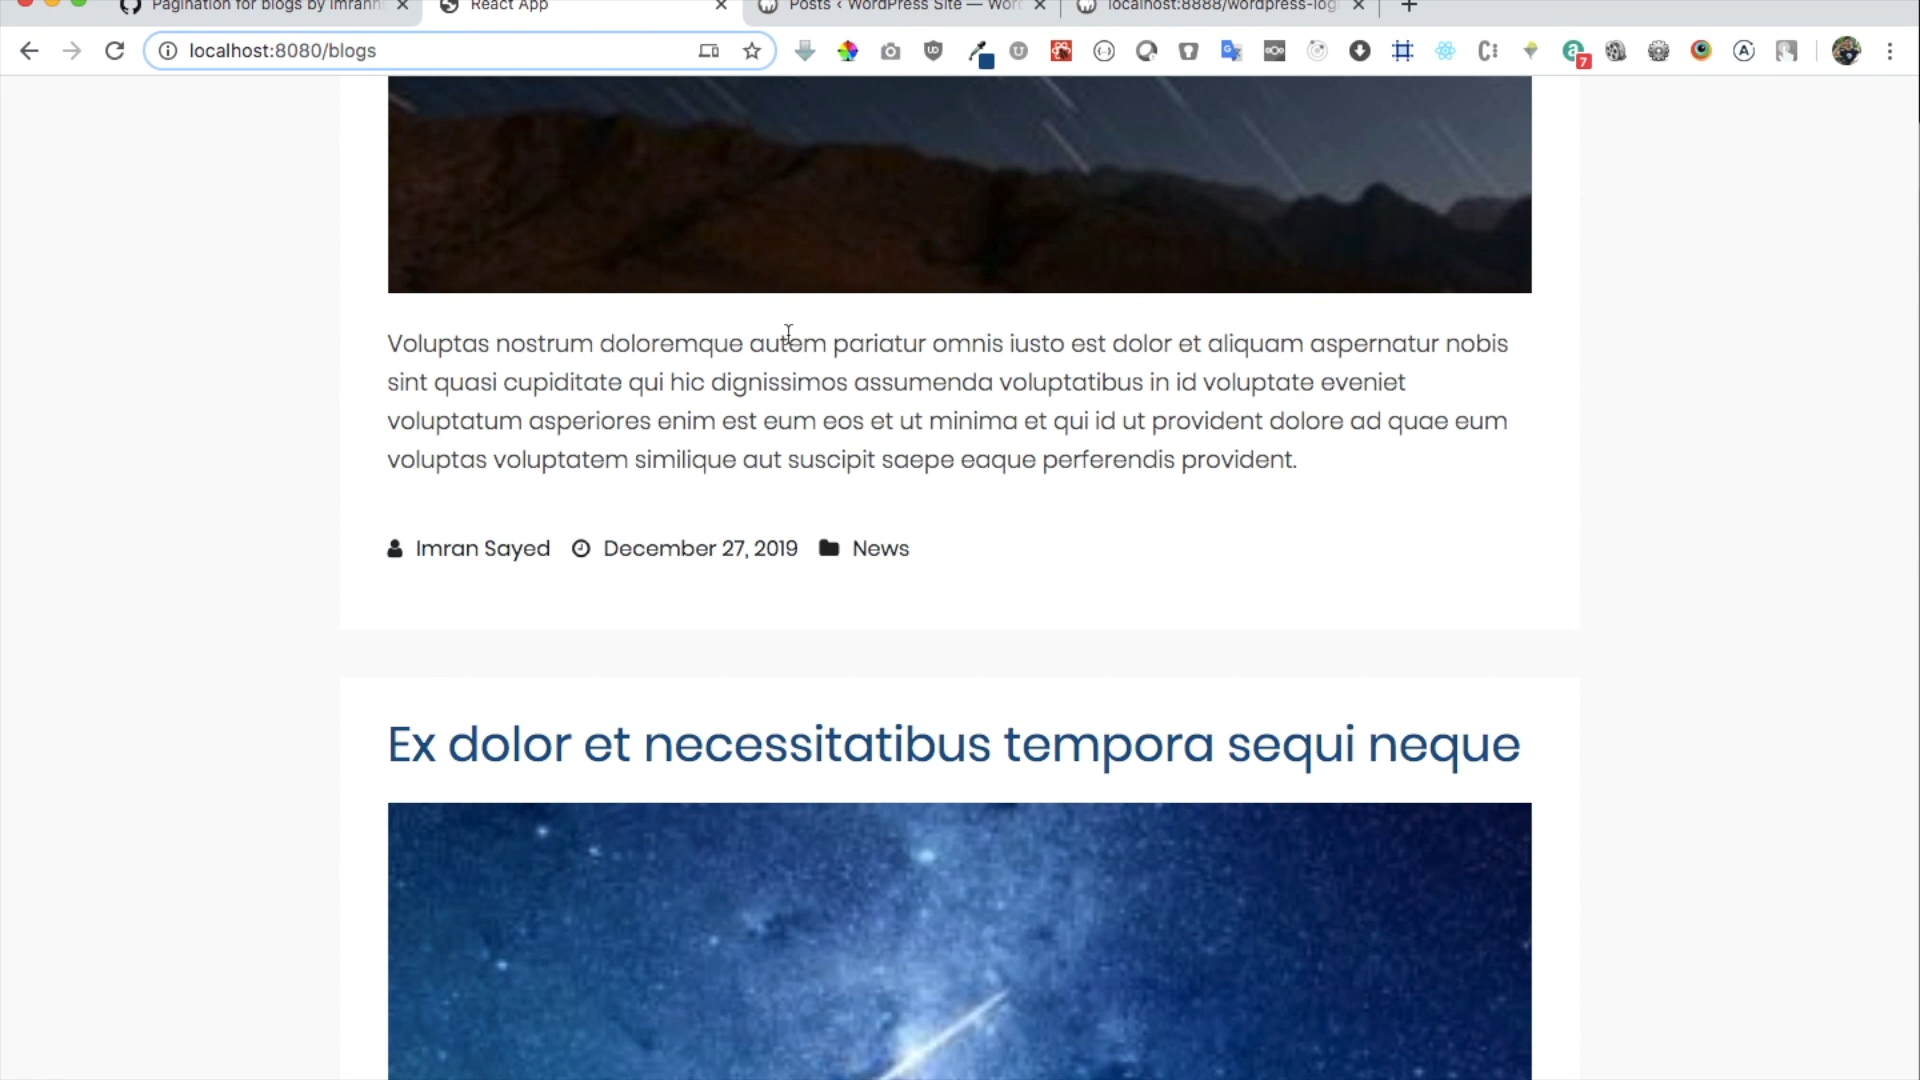 Pagination for blogs by imrann
React App
Posts ‹ WordPress Site — Wor
localhost:8888/wordpress-log
localhost:8080/blogs
7
Voluptas nostrum doloremque autem pariatur omnis iusto est dolor et aliquam aspernatur nobis
sint quasi cupiditate qui hic dignissimos assumenda voluptatibus in id voluptate eveniet
voluptatum asperiores enim est eum eos et ut minima et qui id ut provident dolore ad quae eum
voluptas voluptatem similique aut suscipit saepe eaque perferendis provident.
Imran Sayed December 27, 2019 News
Ex dolor et necessitatibus tempora sequi neque